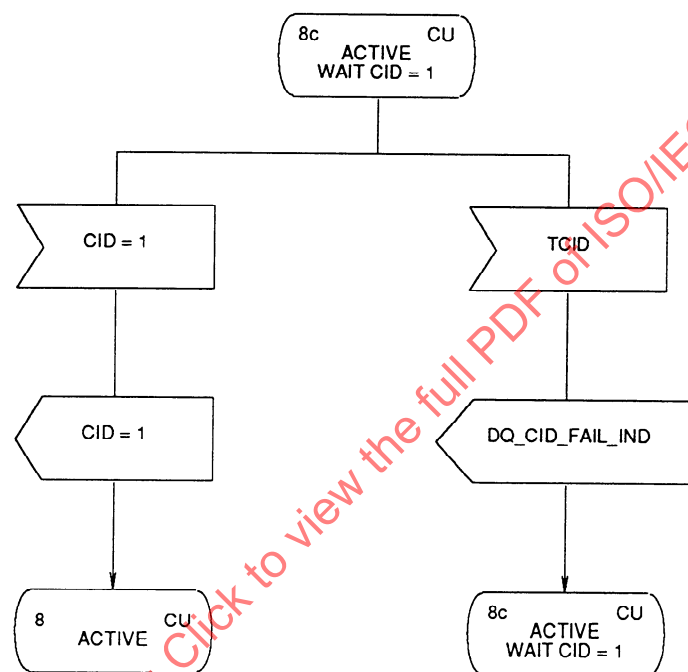 8c CU
ACTIVE
WAIT CID = 1
CID = 1
TCID
CID = 1
DQ_CID_FAIL_IND
8 CU
ACTIVE
8c CU
ACTIVE
WAIT CID = 1
Click to view the full PDF of ISO/IE